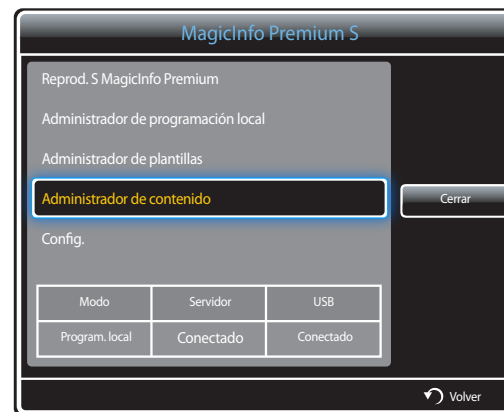 MagicInfo Premium S
Reprod. S MagicInfo Premium
Administrador de programación local
Administrador de plantillas
Administrador de contenido
Cerrar
Config.
Modo Servidor USB
Program. local Conectado Conectado
Volver